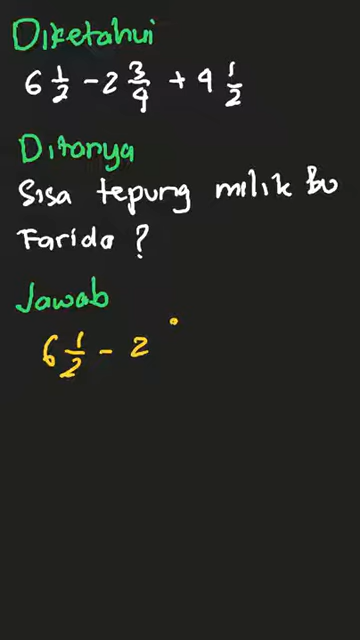 Diketahui
6 1/2 - 2 3/4 + 4 1/2
Ditanya
Sisa tepung milik bu
Farida?
Jawab
6 1/2 - 2